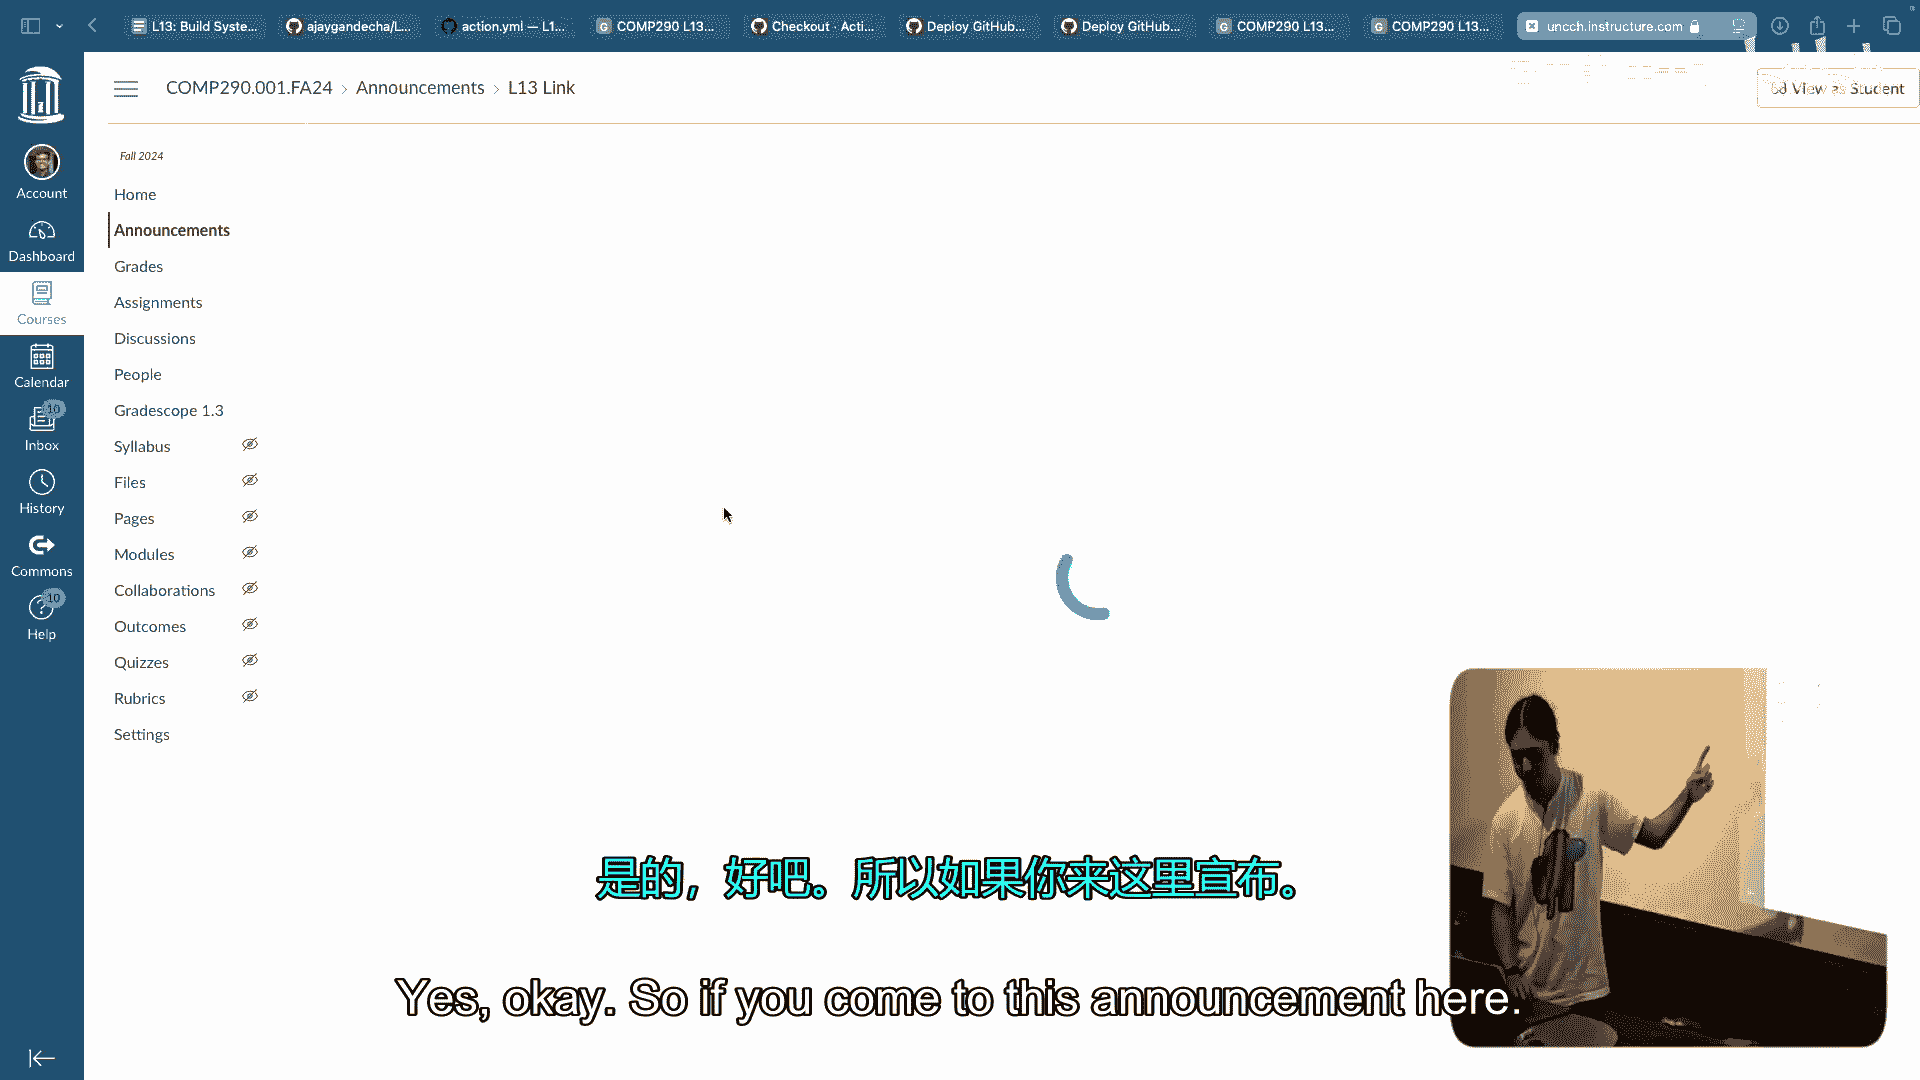 L13: Build Syste...
ajaygandecha/L...
action.yml — L1...
COMP290 L13...
Checkout · Acti...
Deploy GitHub...
Deploy GitHub...
COMP290 L13...
COMP290 L13...
uncch.instructure.com
COMP290.001.FA24 › Announcements › L13 Link
View as Student
Account
Dashboard
Courses
Calendar
10
Inbox
History
Commons
10
Help
Fall 2024
Home
Announcements
Grades
Assignments
Discussions
People
Gradescope 1.3
Syllabus
Files
Pages
Modules
Collaborations
Outcomes
Quizzes
Rubrics
Settings
是的，好吧。所以如果你来这里宣布。
Yes, okay. So if you come to this announcement here.